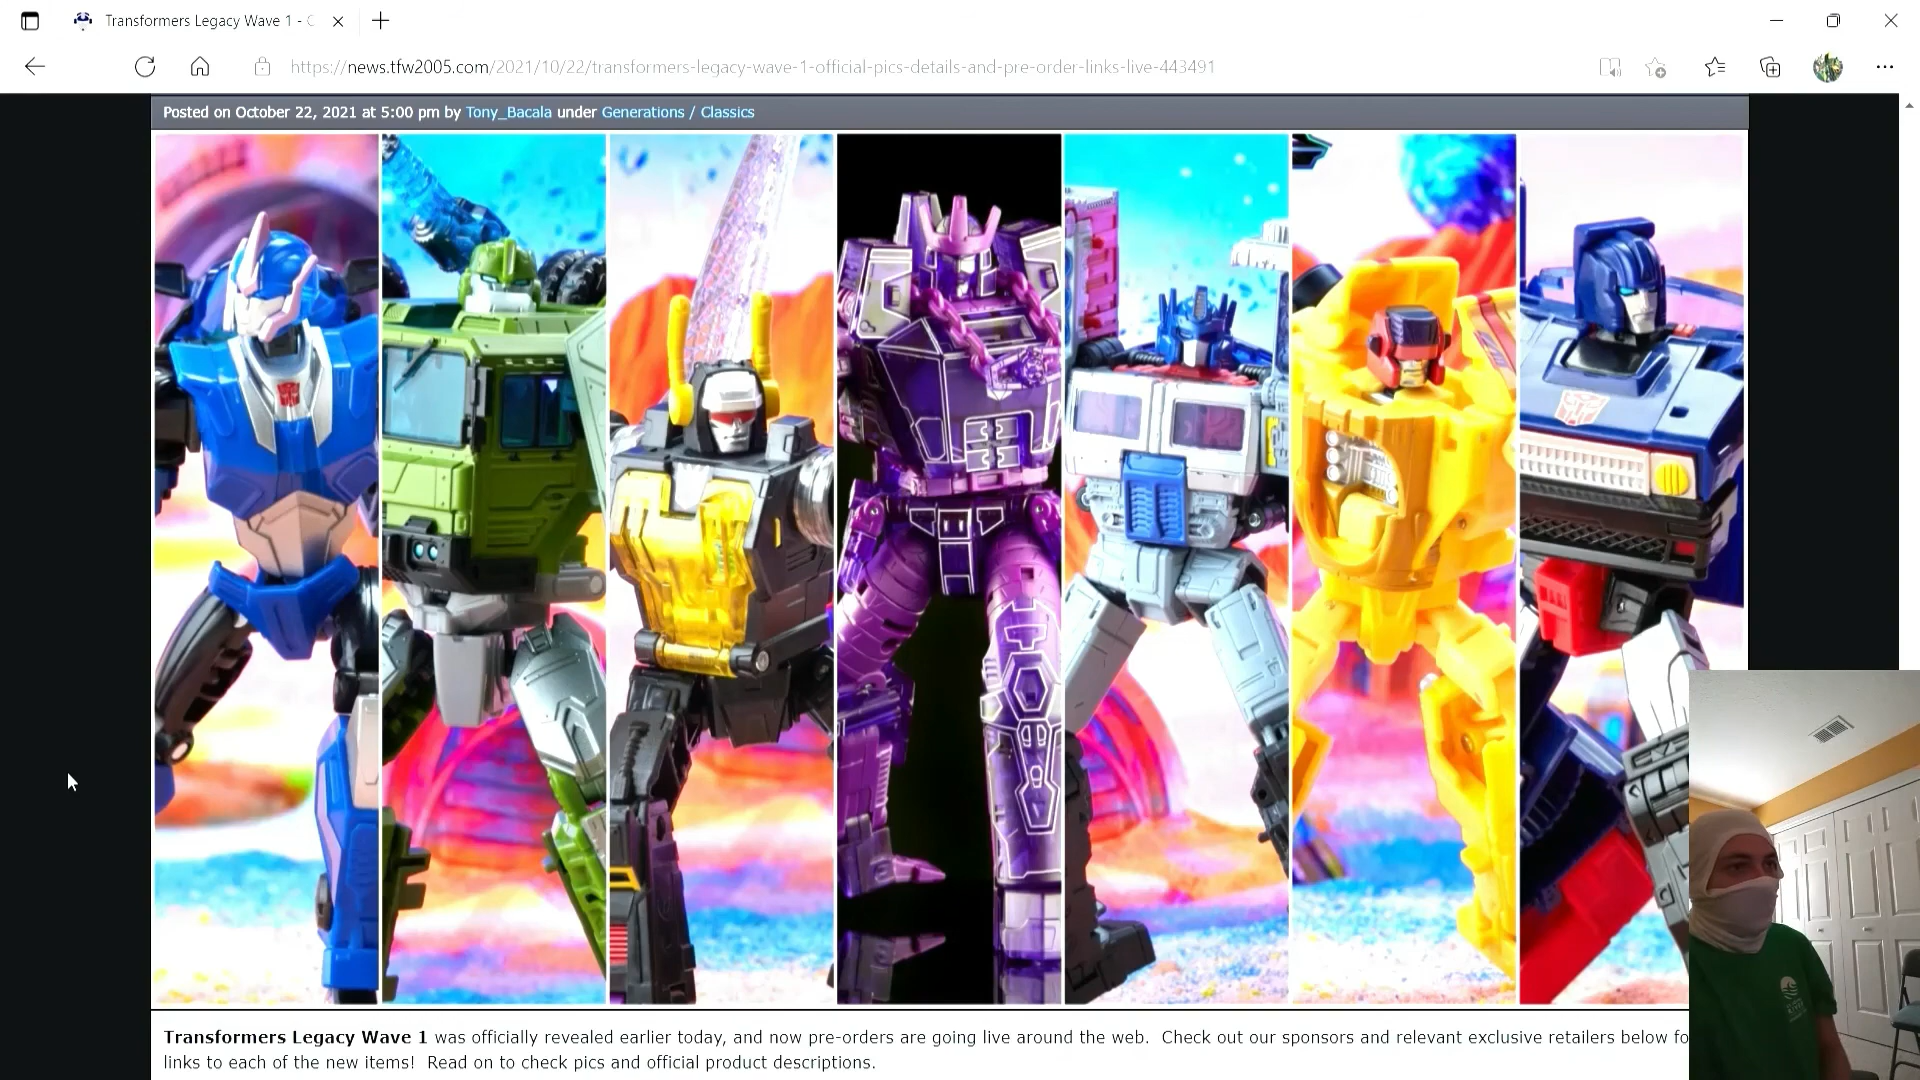 Transformers Legacy Wave 1 - 
https://news.tfw2005.com/2021/10/22/transformers-legacy-wave-1-official-pics-details-and-pre-order-links-live-443491
Posted on October 22, 2021 at 5:00 pm by Tony_Bacala under Generations / Classics
Transformers Legacy Wave 1 was officially revealed earlier today, and now pre-orders are going live around the web. Check out our sponsors and relevant exclusive retailers below fo
links to each of the new items! Read on to check pics and official product descriptions.